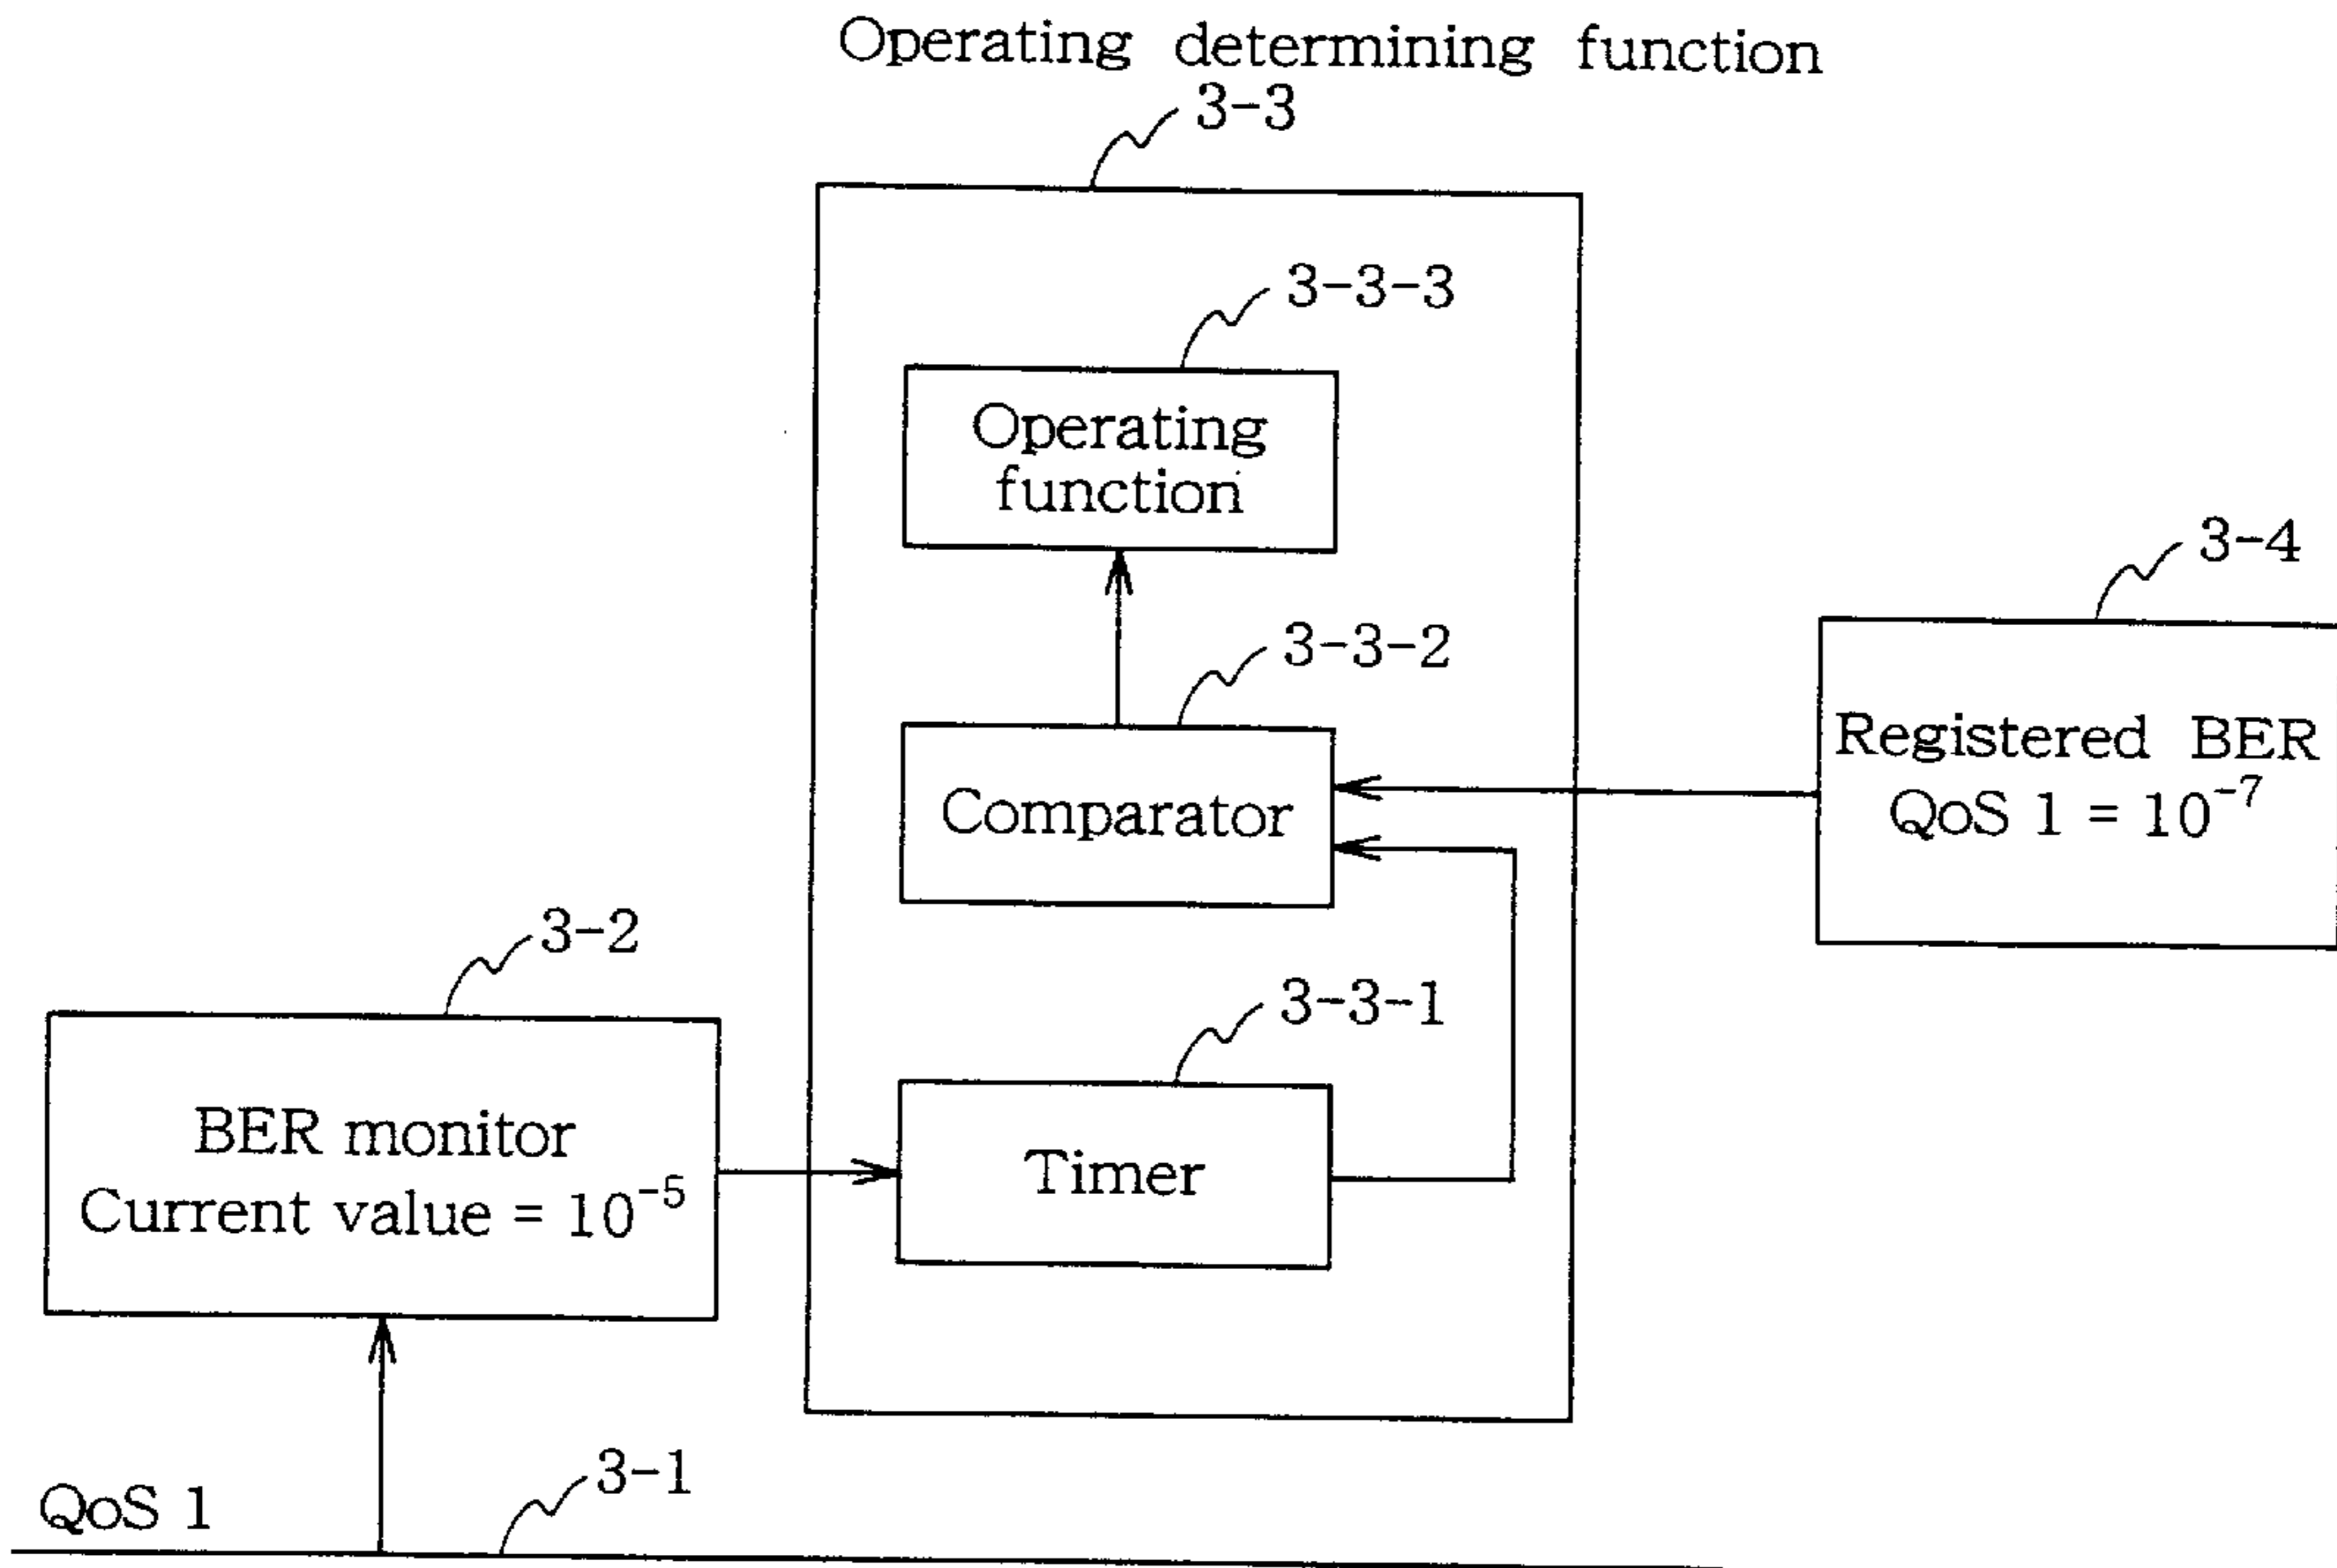 Operating determining function
3-3
3-3-3
Operating
function
3-4
3-3-2
Registered BER
QoS 1 = 10⁻⁷
Comparator
3-2
3-3-1
BER monitor
Current value = 10⁻⁵
Timer
3-1
QoS 1